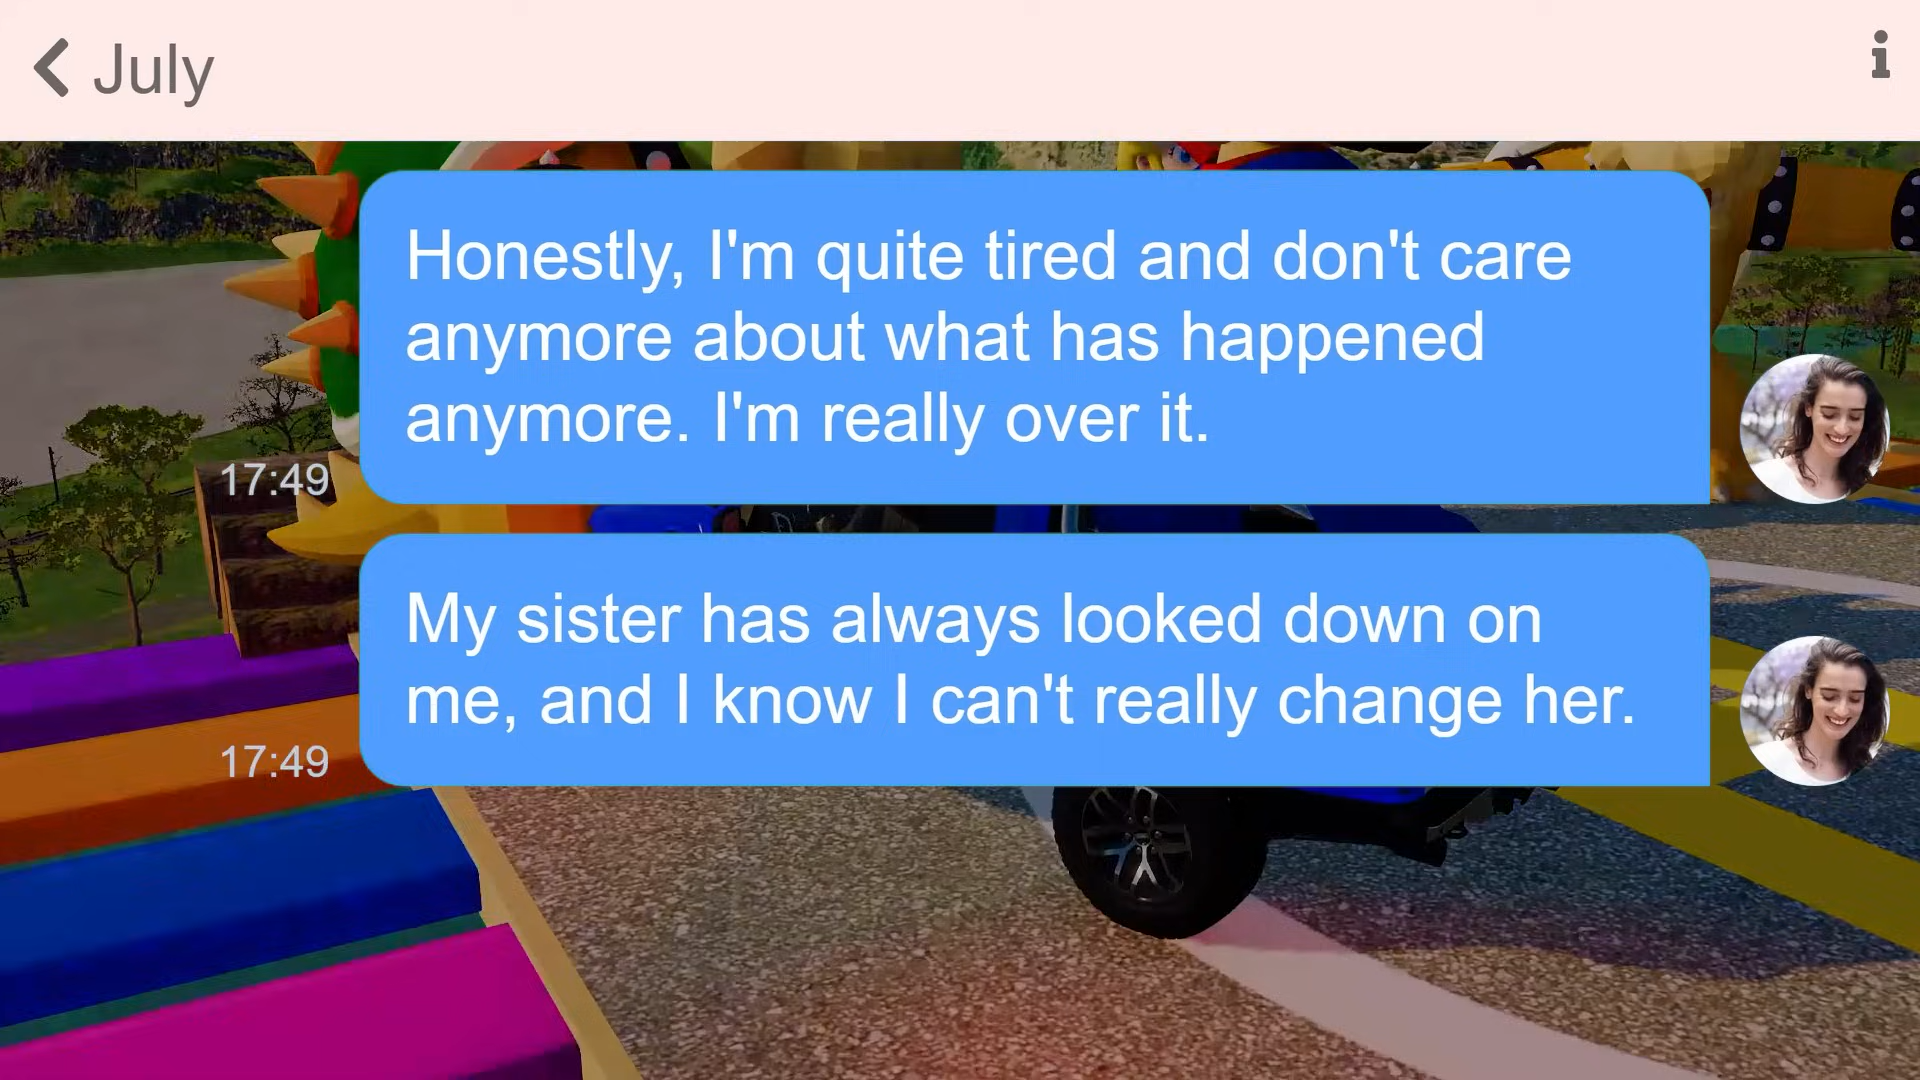 July
Honestly, I'm quite tired and don't care
anymore about what has happened
anymore. I'm really over it.
17:49
My sister has always looked down on
me, and I know I can't really change her.
17:49